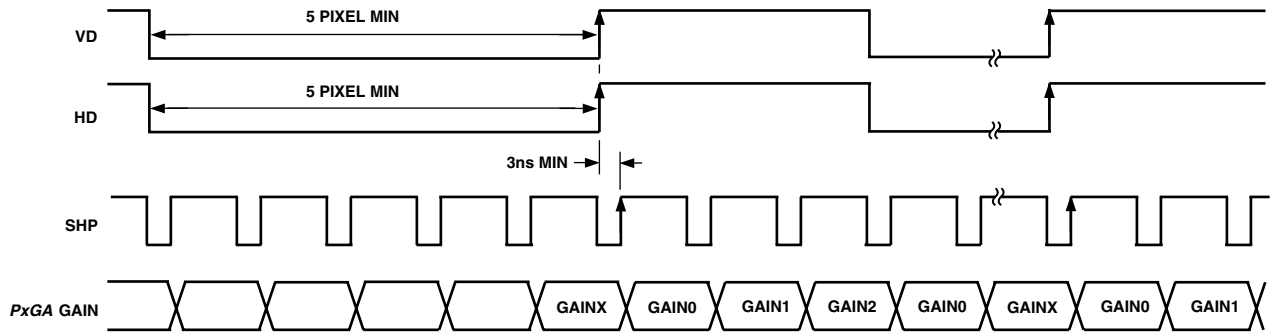 5 PIXEL MIN
VD
5 PIXEL MIN
HD
3ns MIN
SHP
PxGA GAIN
GAINX
GAIN0
GAIN1
GAIN2
GAIN0
GAINX
GAIN0
GAIN1